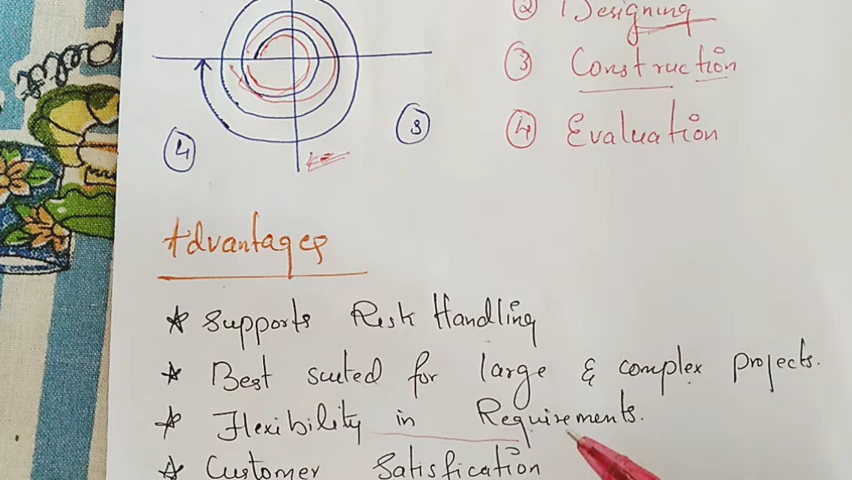 ② Designing
③ Construction
④ Evaluation
④ ③
Advantages
* Supports Risk Handling
* Best suited for large & complex projects.
* Flexibility in Requirements.
* Customer Satisfication